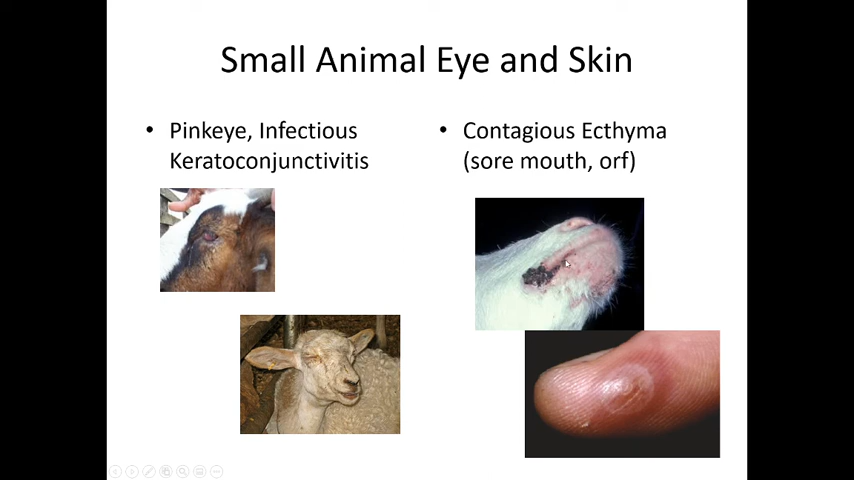 Small Animal Eye and Skin
• Pinkeye, Infectious
Keratoconjunctivitis
• Contagious Ecthyma
(sore mouth, orf)